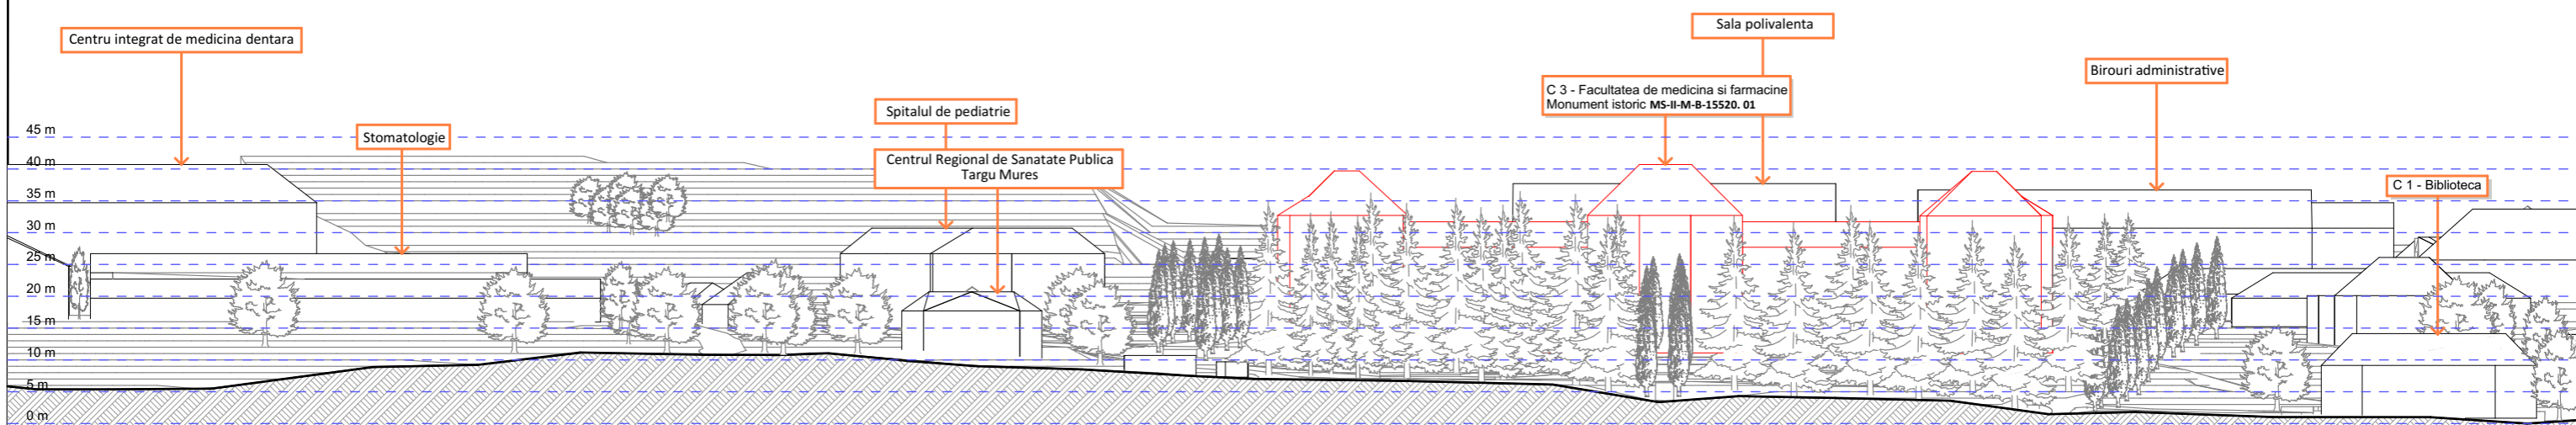 Centru integrat de medicina dentara
Stomatologie
Spitalul de pediatrie
Centrul Regional de Sanatate Publica
Targu Mures
C 3 - Facultatea de medicina si farmacine
Monument istoric MS-II-M-B-15520. 01
Sala polivalenta
Birouri administrative
C 1 - Biblioteca
45 m
40 m
35 m
30 m
25 m
20 m
15 m
10 m
5 m
0 m